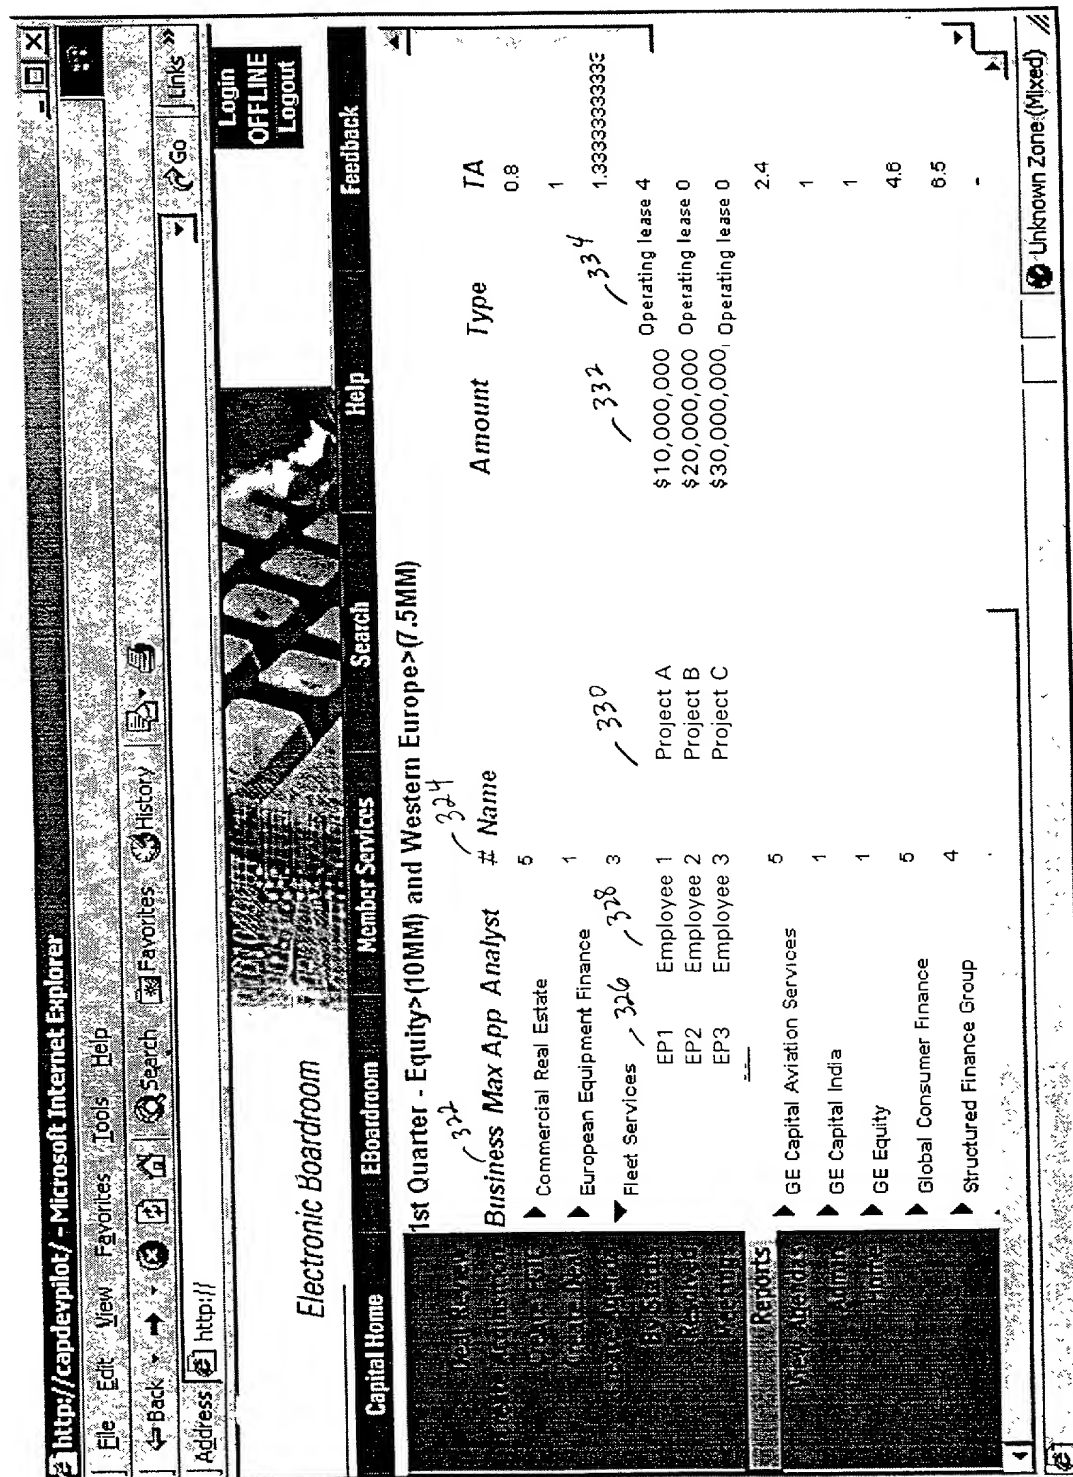 http://capdevpilot/ - Microsoft Internet Explorer
File Edit View Favorites Tools Help
Back Search Favorites History
Address http:// Go Links »
Electronic Boardroom
Login
OFFLINE
Logout
Capital Home EBoardroom Member Services Search Help Feedback
1st Quarter - Equity>(10MM) and Western Europe>(7.5MM)
322 324
Business Max App Analyst # Name Amount Type TA
Commercial Real Estate 5 0.8
European Equipment Finance 1 1
Fleet Services 326 328 3 330 332 334 1.33333333333
EP1 Employee 1 Project A $10,000,000 Operating lease 4
EP2 Employee 2 Project B $20,000,000 Operating lease 0
EP3 Employee 3 Project C $30,000,000 Operating lease 0
GE Capital Aviation Services 5 2.4
GE Capital India 1 1
GE Equity 1 1
Global Consumer Finance 5 4.6
Structured Finance Group 4 6.5
Reports
View Agendas
Admin
Home
Unknown Zone (Mixed)